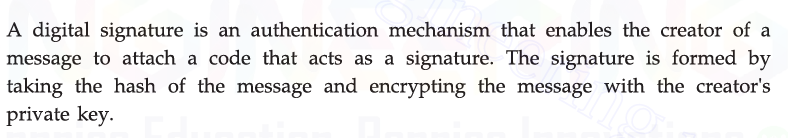 A digital signature is an authentication mechanism that enables the creator of a
message to attach a code that acts as a signature. The signature is formed by
taking the hash of the message and encrypting the message with the creator's
private key.